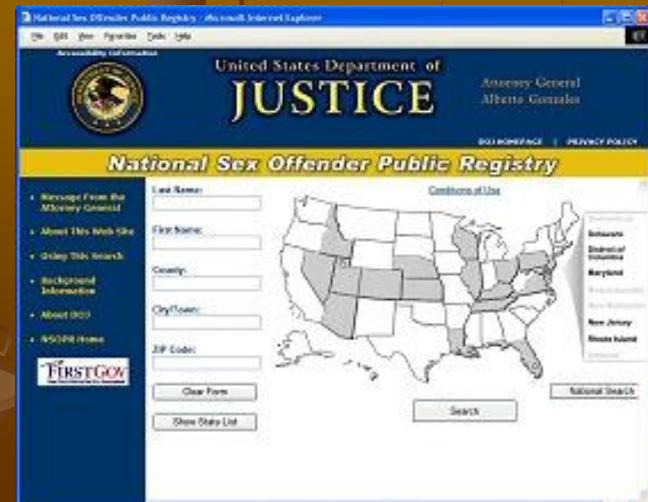 National Sex Offender Public Registry - Microsoft Internet Explorer
File Edit View Favorites Tools Help
Accessibility Information
United States Department of
JUSTICE
Attorney General
Alberto Gonzales
DOJ HOMEPAGE | PRIVACY POLICY
National Sex Offender Public Registry
Message From the
Attorney General
About This Web Site
Using This Search
Background
Information
About DOJ
NSOPR Home
FIRSTGOV
Last Name:
First Name:
County:
City/Town:
ZIP Code:
Clear Form
Show State List
Conditions of Use
Delaware
District of
Columbia
Maryland
Massachusetts
New Hampshire
New Jersey
Rhode Island
Search
National Search